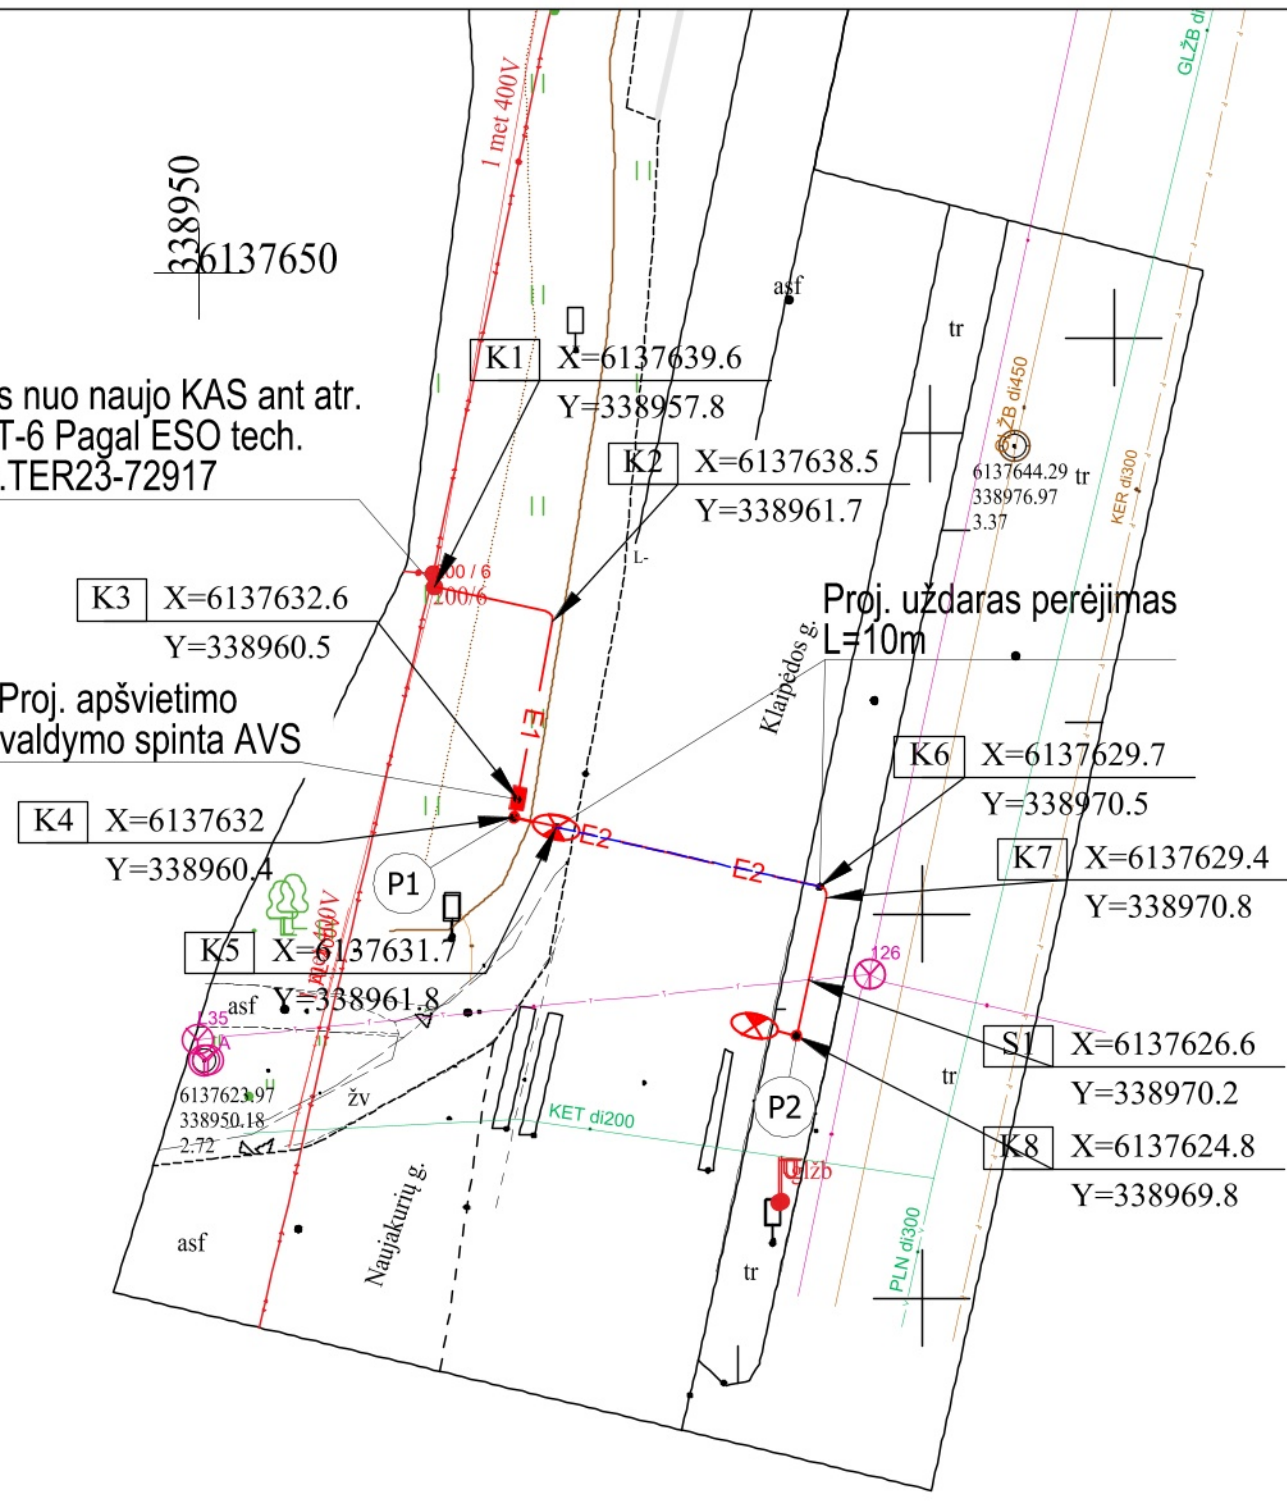 GLŽB di
1 met 400V
338950
6137650
asf
tr
K1 X=6137639.6
Y=338957.8
s nuo naujo KAS ant atr.
T-6 Pagal ESO tech.
.TER23-72917
GLŽB di450
K2 X=6137638.5
Y=338961.7
6137644.29
338976.97
3.37
tr
KER di300
L-
200/6
K3 X=6137632.6
Y=338960.5
Proj. uždaras perėjimas
L=10m
Klaipėdos g.
Proj. apšvietimo
valdymo spinta AVS
E1
K6 X=6137629.7
Y=338970.5
K4 X=6137632
Y=338960.4
E2
E2
K7 X=6137629.4
Y=338970.8
P1
K5 X=6137631.7
Y=338961.8
126
asf
L35
A
S1 X=6137626.6
Y=338970.2
tr
6137623.97
338950.18
2.72
žv
KET di200
P2
K8 X=6137624.8
Y=338969.8
glžb
Naujakurių g.
asf
PLN di300
tr